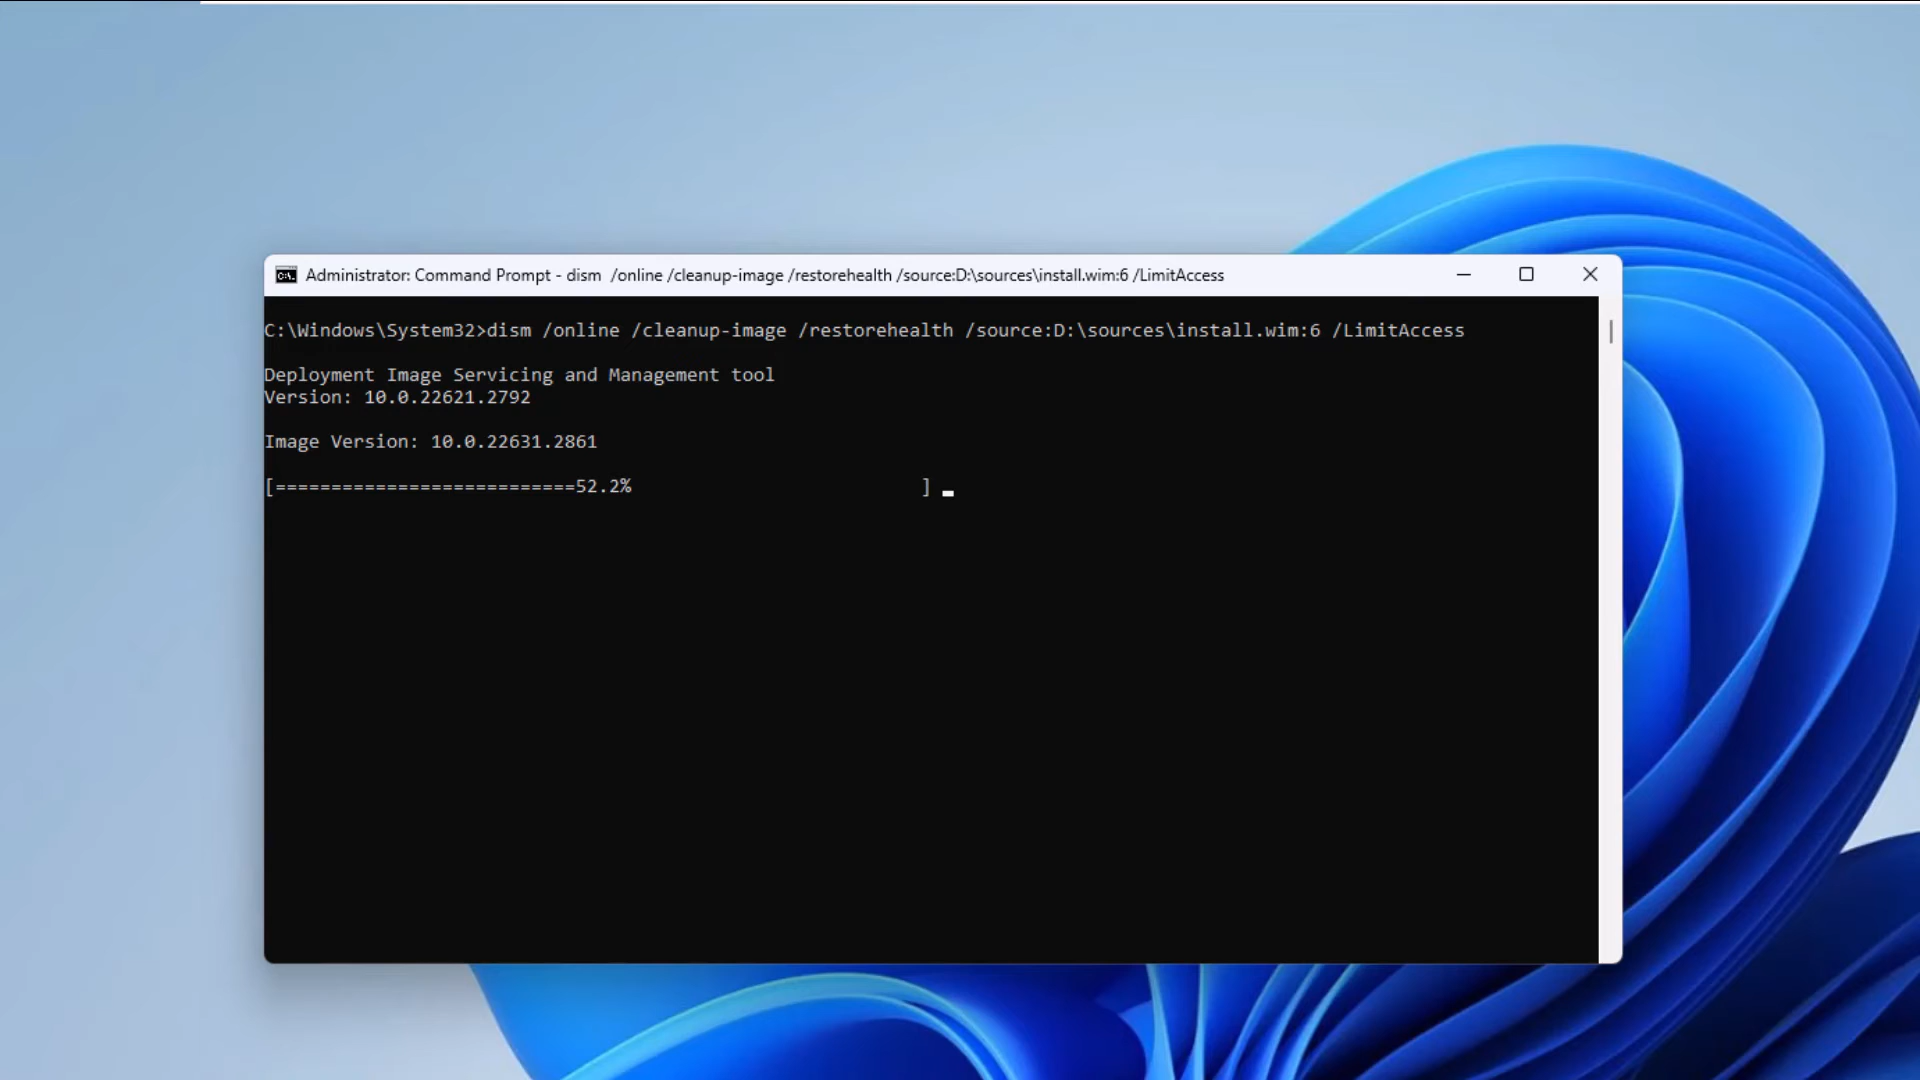 Administrator: Command Prompt - dism  /online /cleanup-image /restorehealth /source:D:\sources\install.wim:6 /LimitAccess
C:\Windows\System32>dism /online /cleanup-image /restorehealth /source:D:\sources\install.wim:6 /LimitAccess
Deployment Image Servicing and Management tool
Version: 10.0.22621.2792
Image Version: 10.0.22631.2861
[===========================52.2%                          ]